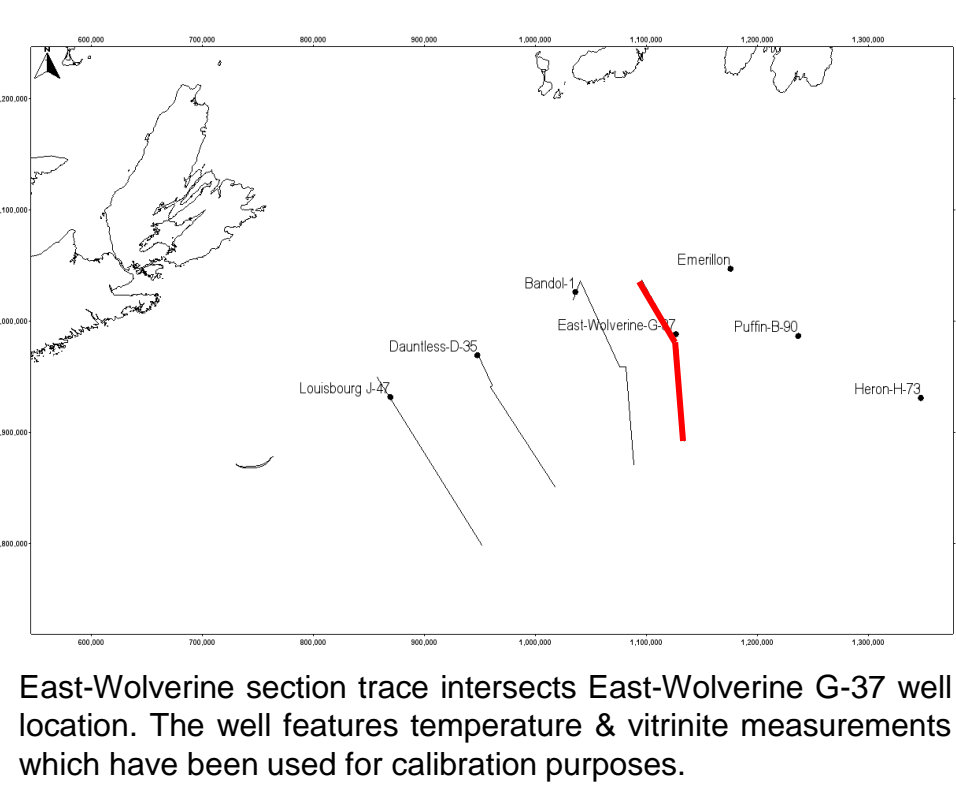 600,000 700,000 800,000 900,000 1,000,000 1,100,000 1,200,000 1,300,000
N
,200,000
,100,000
Emerillon
Bandol-1
,000,000
East-Wolverine-G-37
Puffin-B-90
Dauntless-D-35
Louisbourg J-47
Heron-H-73
,900,000
,800,000
600,000 700,000 800,000 900,000 1,000,000 1,100,000 1,200,000 1,300,000
East-Wolverine section trace intersects East-Wolverine G-37 well
location. The well features temperature & vitrinite measurements
which have been used for calibration purposes.